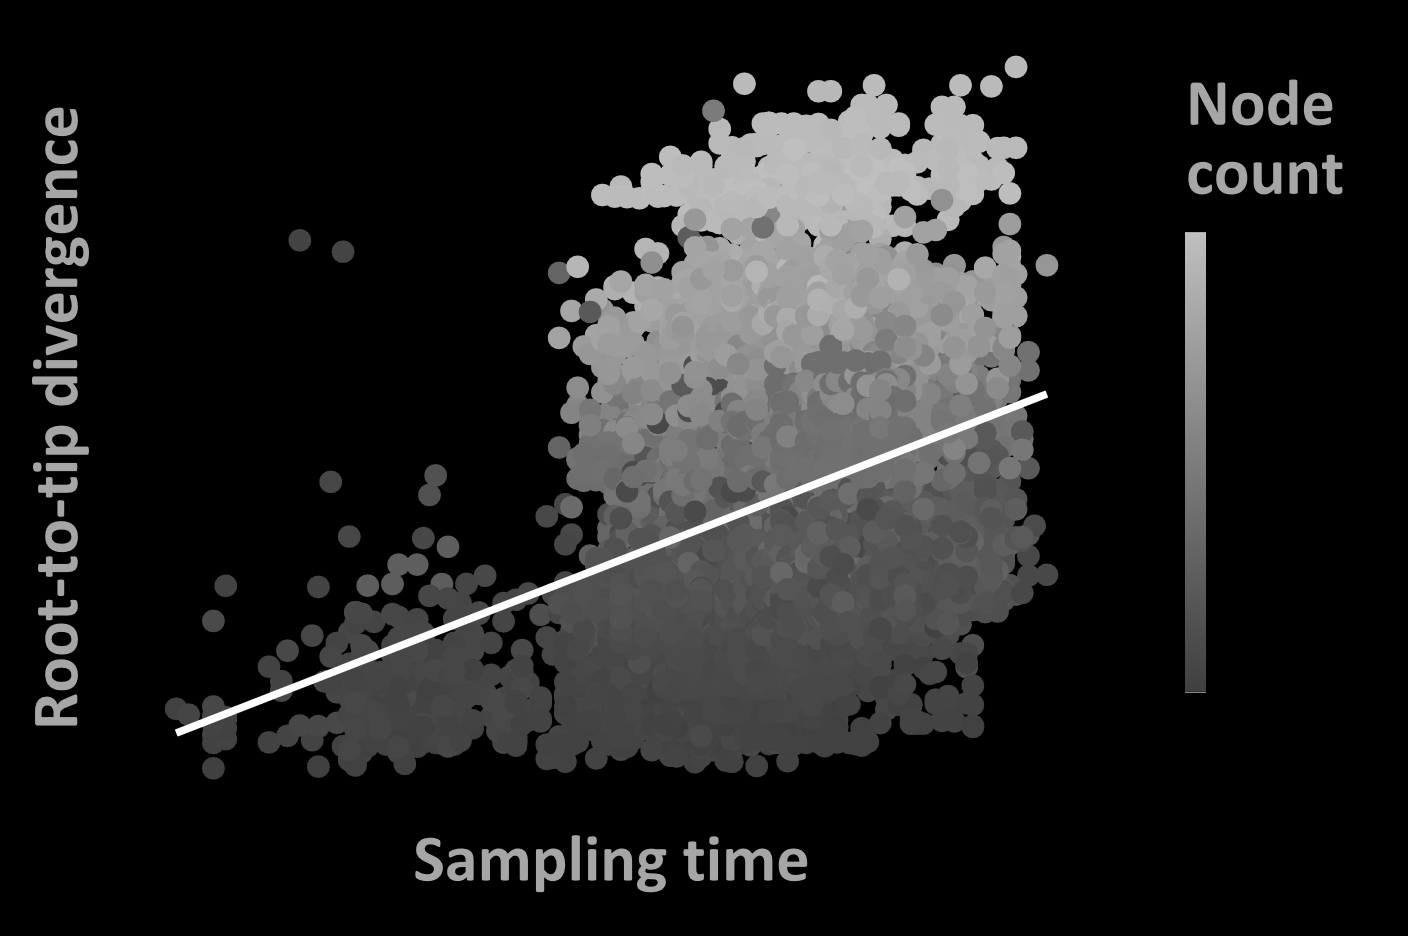 Root-to-tip divergence
Node
count
Sampling time